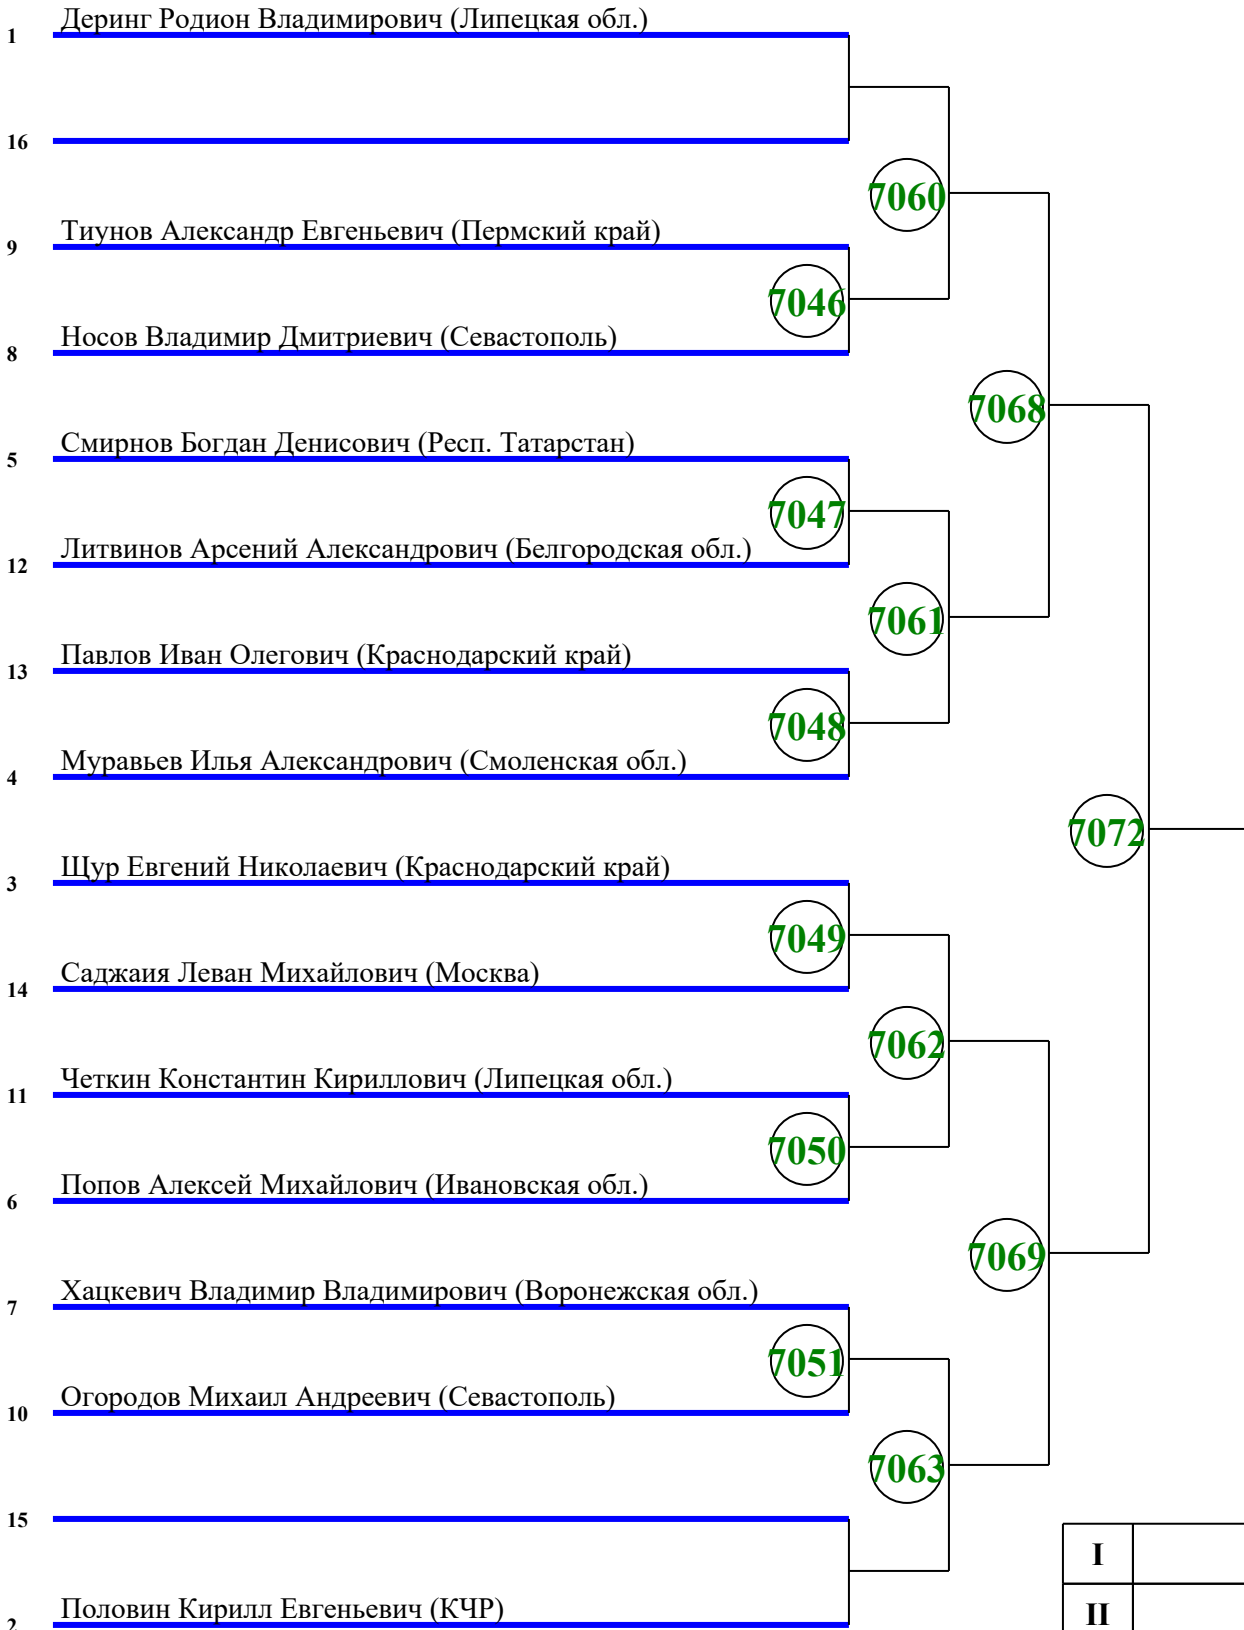 1 Деринг Родион Владимирович (Липецкая обл.)
16
7060
9 Тиунов Александр Евгеньевич (Пермский край)
7046
8 Носов Владимир Дмитриевич (Севастополь)
7068
5 Смирнов Богдан Денисович (Респ. Татарстан)
7047
12 Литвинов Арсений Александрович (Белгородская обл.)
7061
13 Павлов Иван Олегович (Краснодарский край)
7048
4 Муравьев Илья Александрович (Смоленская обл.)
7072
3 Щур Евгений Николаевич (Краснодарский край)
7049
14 Саджаия Леван Михайлович (Москва)
7062
11 Четкин Константин Кириллович (Липецкая обл.)
7050
6 Попов Алексей Михайлович (Ивановская обл.)
7069
7 Хацкевич Владимир Владимирович (Воронежская обл.)
7051
10 Огородов Михаил Андреевич (Севастополь)
7063
15
I
2 Половин Кирилл Евгеньевич (КЧР)
II